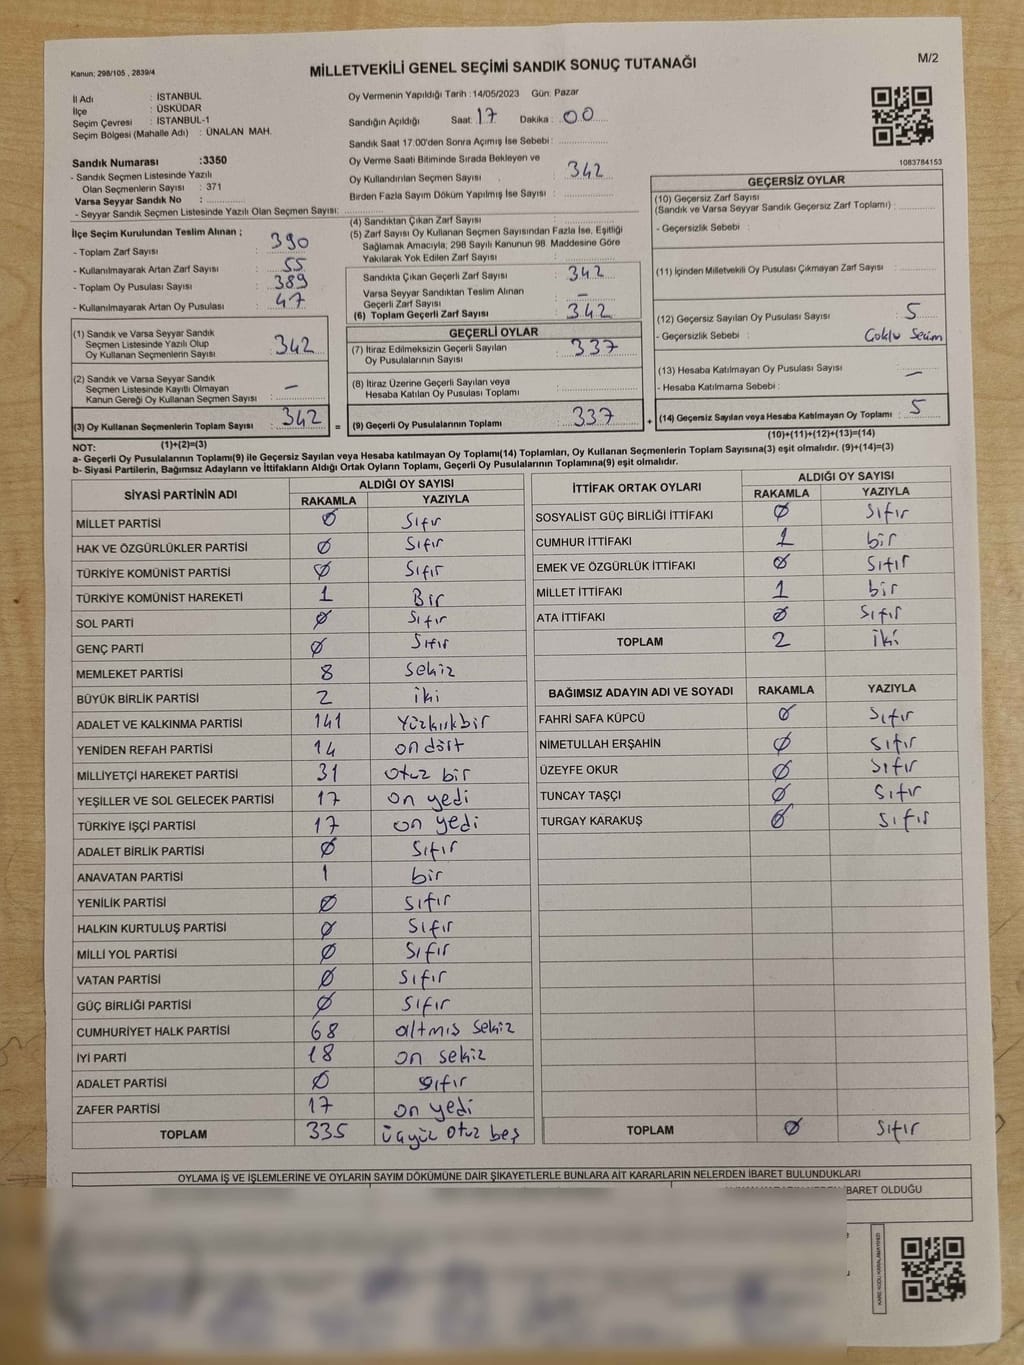 Kanun; 298/105 , 2839/4
MİLLETVEKİLİ GENEL SEÇİMİ SANDIK SONUÇ TUTANAĞI
M/2
İl Adı : İSTANBUL
İlçe : ÜSKÜDAR
Seçim Çevresi : İSTANBUL-1
Seçim Bölgesi (Mahalle Adı) : ÜNALAN MAH.
Sandık Numarası :3350
- Sandık Seçmen Listesinde Yazılı
Olan Seçmenlerin Sayısı : 371
Varsa Seyyar Sandık No :
- Seyyar Sandık Seçmen Listesinde Yazılı Olan Seçmen Sayısı:
Oy Vermenin Yapıldığı Tarih :14/05/2023 Gün: Pazar
Sandığın Açıldığı Saat: 17 Dakika : 00
Sandık Saat 17.00'den Sonra Açımış İse Sebebi :
Oy Verme Saati Bitiminde Sırada Bekleyen ve
Oy Kullandırılan Seçmen Sayısı : 342
Birden Fazla Sayım Döküm Yapılmış İse Sayısı :
1083784153
İlçe Seçim Kurulundan Teslim Alınan ;
- Toplam Zarf Sayısı : 390
- Kullanılmayarak Artan Zarf Sayısı : 55
- Toplam Oy Pusulası Sayısı : 389
- Kullanılmayarak Artan Oy Pusulası : 47
(1) Sandık ve Varsa Seyyar Sandık
Seçmen Listesinde Yazılı Olup
Oy Kullanan Seçmenlerin Sayısı : 342
(2) Sandık ve Varsa Seyyar Sandık
Seçmen Listesinde Kayıtlı Olmayan
Kanun Gereği Oy Kullanan Seçmen Sayısı : –
(3) Oy Kullanan Seçmenlerin Toplam Sayısı : 342
(1)+(2)=(3)
(4) Sandıktan Çıkan Zarf Sayısı :
(5) Zarf Sayısı Oy Kullanan Seçmen Sayısından Fazla İse, Eşitliği
Sağlamak Amacıyla; 298 Sayılı Kanunun 98. Maddesine Göre
Yakılarak Yok Edilen Zarf Sayısı :
Sandıkta Çıkan Geçerli Zarf Sayısı : 342
Varsa Seyyar Sandıktan Teslim Alınan
Geçerli Zarf Sayısı : –
(6) Toplam Geçerli Zarf Sayısı : 342
GEÇERLİ OYLAR
(7) İtiraz Edilmeksizin Geçerli Sayılan
Oy Pusulalarının Sayısı : 337
(8) İtiraz Üzerine Geçerli Sayılan veya
Hesaba Katılan Oy Pusulası Toplamı :
= (9) Geçerli Oy Pusulalarının Toplamı : 337 +
GEÇERSİZ OYLAR
(10) Geçersiz Zarf Sayısı
(Sandık ve Varsa Seyyar Sandık Geçersiz Zarf Toplamı) :
- Geçersizlik Sebebi :
(11) İçinden Milletvekili Oy Pusulası Çıkmayan Zarf Sayısı :
(12) Geçersiz Sayılan Oy Pusulası Sayısı : 5
- Geçersizlik Sebebi : Çoklu Seçim
(13) Hesaba Katılmayan Oy Pusulası Sayısı : –
- Hesaba Katılmama Sebebi :
(14) Geçersiz Sayılan veya Hesaba Katılmayan Oy Toplamı : 5
(10)+(11)+(12)+(13)=(14)
NOT:
a- Geçerli Oy Pusulalarının Toplamı(9) ile Geçersiz Sayılan veya Hesaba katılmayan Oy Toplamı(14) Toplamları, Oy Kullanan Seçmenlerin Toplam Sayısına(3) eşit olmalıdır. (9)+(14)=(3)
b- Siyasi Partilerin, Bağımsız Adayların ve İttifakların Aldığı Ortak Oyların Toplamı, Geçerli Oy Pusulalarının Toplamına(9) eşit olmalıdır.
SİYASİ PARTİNİN ADI ALDIĞI OY SAYISI
RAKAMLA YAZIYLA
MİLLET PARTİSİ 0 Sıfır
HAK VE ÖZGÜRLÜKLER PARTİSİ 0 Sıfır
TÜRKİYE KOMÜNİST PARTİSİ 0 Sıfır
TÜRKİYE KOMÜNİST HAREKETİ 1 Bir
SOL PARTİ 0 Sıfır
GENÇ PARTİ 0 Sıfır
MEMLEKET PARTİSİ 8 Sekiz
BÜYÜK BİRLİK PARTİSİ 2 iki
ADALET VE KALKINMA PARTİSİ 141 Yüzkırkbir
YENİDEN REFAH PARTİSİ 14 on dört
MİLLİYETÇİ HAREKET PARTİSİ 31 otuz bir
YEŞİLLER VE SOL GELECEK PARTİSİ 17 on yedi
TÜRKİYE İŞÇİ PARTİSİ 17 on yedi
ADALET BİRLİK PARTİSİ 0 Sıfır
ANAVATAN PARTİSİ 1 bir
YENİLİK PARTİSİ 0 Sıfır
HALKIN KURTULUŞ PARTİSİ 0 Sıfır
MİLLİ YOL PARTİSİ 0 Sıfır
VATAN PARTİSİ 0 Sıfır
GÜÇ BİRLİĞİ PARTİSİ 0 Sıfır
CUMHURİYET HALK PARTİSİ 68 altmış Sekiz
İYİ PARTİ 18 on sekiz
ADALET PARTİSİ 0 sıfır
ZAFER PARTİSİ 17 on yedi
TOPLAM 335 üçyüz otuz beş
İTTİFAK ORTAK OYLARI ALDIĞI OY SAYISI
RAKAMLA YAZIYLA
SOSYALİST GÜÇ BİRLİĞİ İTTİFAKI 0 Sıfır
CUMHUR İTTİFAKI 1 bir
EMEK VE ÖZGÜRLÜK İTTİFAKI 0 Sıfır
MİLLET İTTİFAKI 1 bir
ATA İTTİFAKI 0 Sıfır
TOPLAM 2 iki
BAĞIMSIZ ADAYIN ADI VE SOYADI RAKAMLA YAZIYLA
FAHRİ SAFA KÜPCÜ 0 Sıfır
NİMETULLAH ERŞAHİN 0 Sıfır
ÜZEYFE OKUR 0 Sıfır
TUNCAY TAŞÇI 0 Sıfır
TURGAY KARAKUŞ 0 Sıfır
TOPLAM 0 Sıfır
OYLAMA İŞ VE İŞLEMLERİNE VE OYLARIN SAYIM DÖKÜMÜNE DAİR ŞİKAYETLERLE BUNLARA AİT KARARLARIN NELERDEN İBARET BULUNDUKLARI
İBARET OLDUĞU